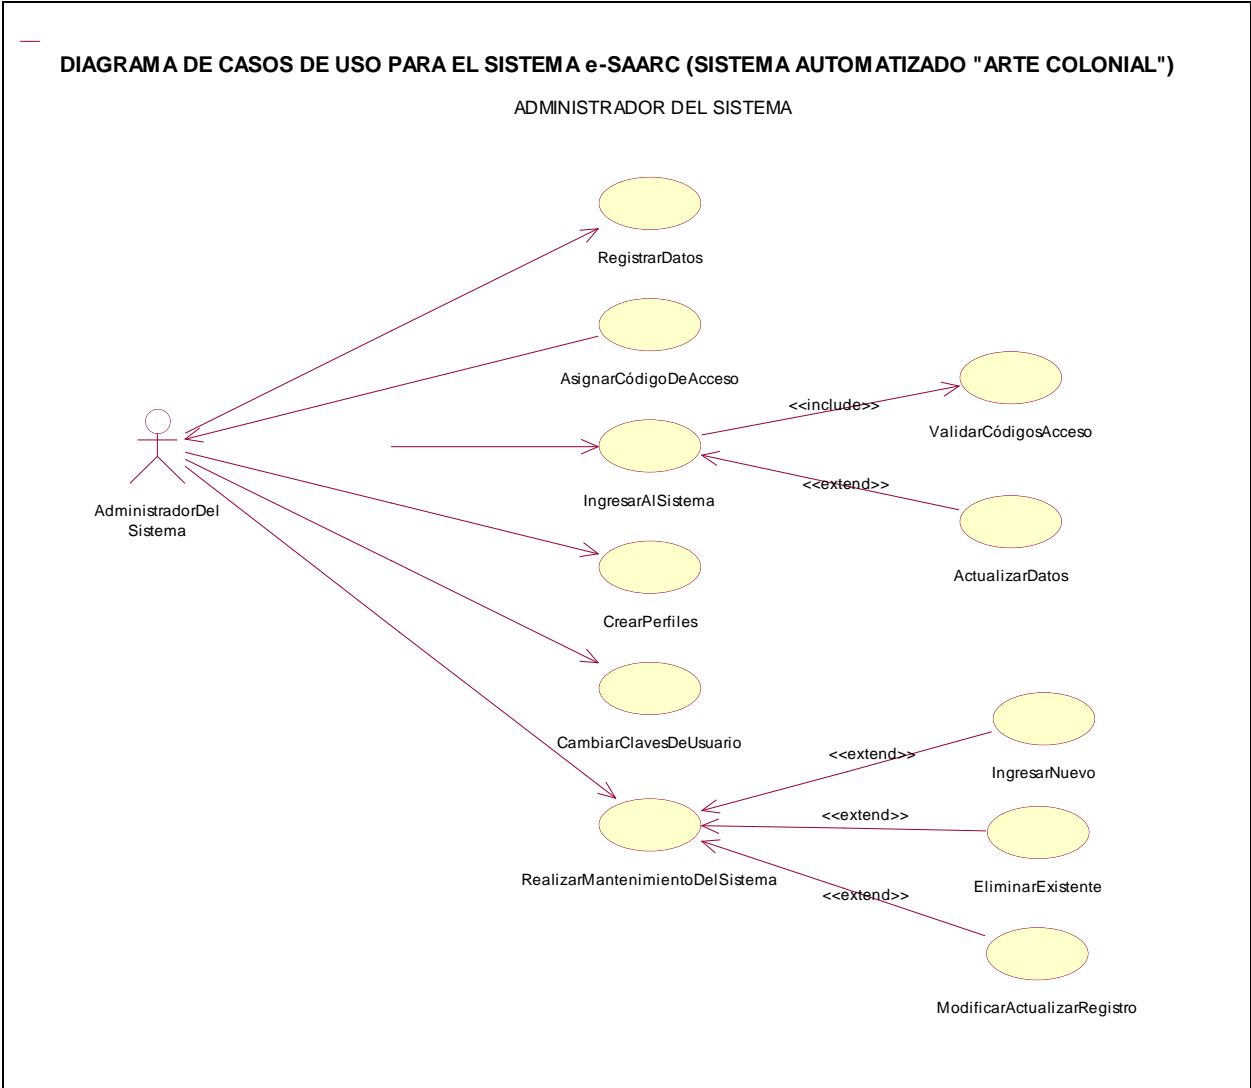 DIAGRAMA DE CASOS DE USO PARA EL SISTEMA e-SAARC (SISTEMA AUTOMATIZADO "ARTE COLONIAL")
ADMINISTRADOR DEL SISTEMA
RegistrarDatos
AsignarCódigoDeAcceso
<<include>>
ValidarCódigosAcceso
IngresarAlSistema
<<extend>>
AdministradorDel
Sistema
ActualizarDatos
CrearPerfiles
CambiarClavesDeUsuario
<<extend>>
IngresarNuevo
<<extend>>
RealizarMantenimientoDelSistema
EliminarExistente
<<extend>>
ModificarActualizarRegistro